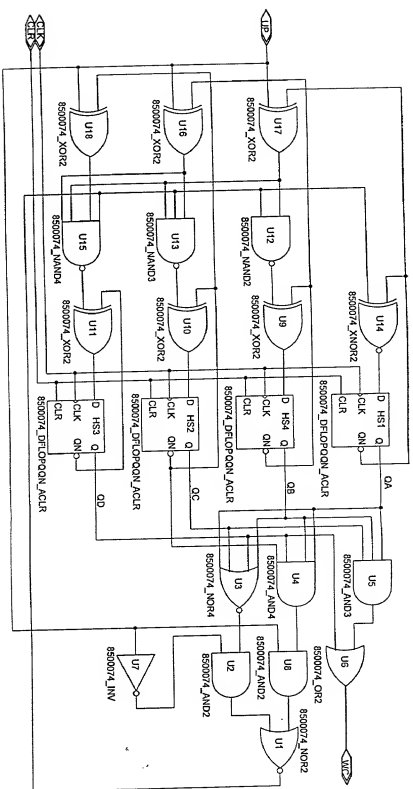 CLR
CLK
UP
U18
8500074_XOR2
U16
8500074_XOR2
U17
8500074_XOR2
U15
8500074_NAND4
U13
8500074_NAND3
U12
8500074_NAND2
U14
8500074_XNOR2
U11
8500074_XOR2
U10
8500074_XOR2
U9
8500074_XOR2
D HS3 Q
CLK QN
CLR
8500074_DFLOPQQN_ACLR
D HS2 Q
CLK QN
CLR
8500074_DFLOPQQN_ACLR
D HS4 Q
CLK QN
CLR
8500074_DFLOPQQN_ACLR
D HS1 Q
CLK QN
CLR
8500074_DFLOPQQN_ACLR
QD
QC
QB
QA
U3
8500074_NOR4
U4
8500074_AND4
U5
8500074_AND3
U7
8500074_INV
U2
8500074_AND2
U8
8500074_AND2
U6
8500074_OR2
U1
8500074_NOR2